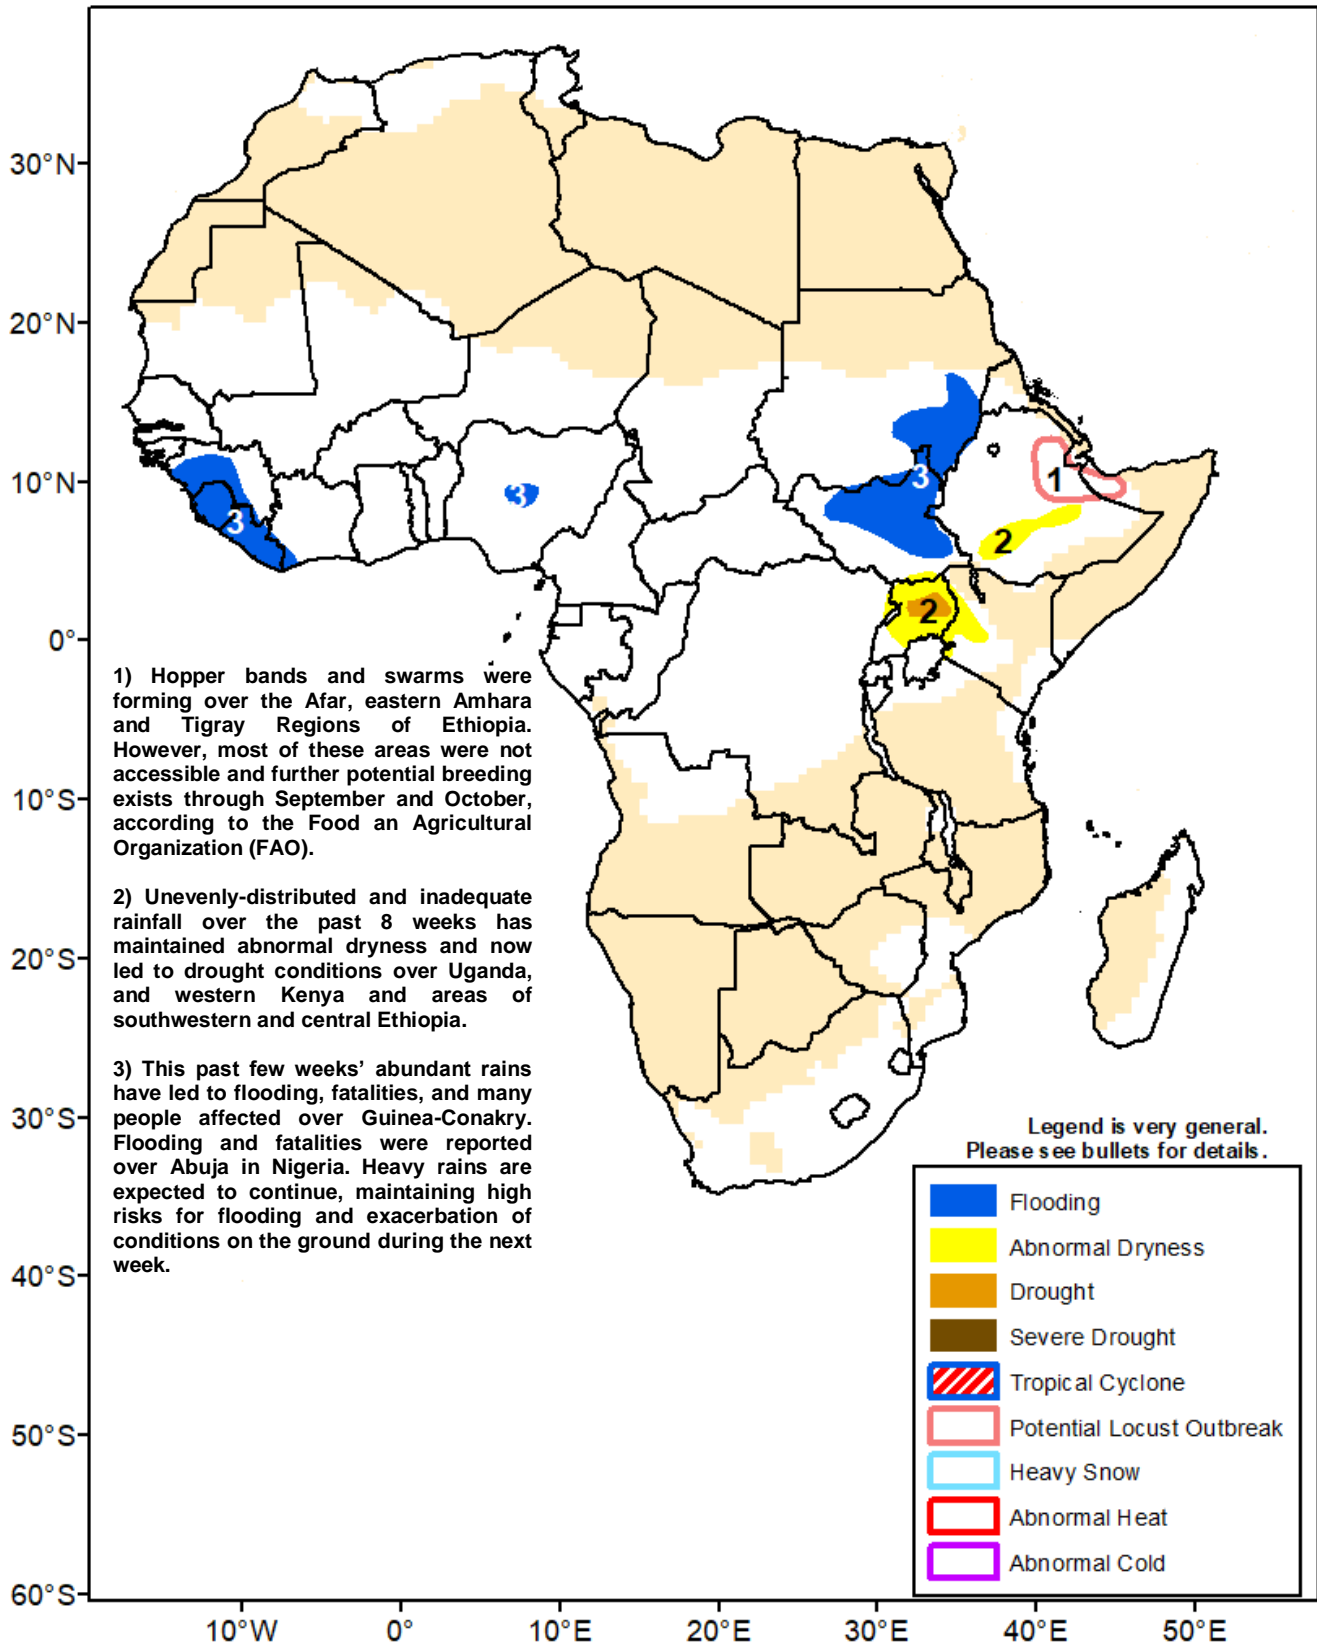 30°N
20°N
10°N
0°
10°S
20°S
30°S
40°S
50°S
60°S
10°W
0°
10°E
20°E
30°E
40°E
50°E
3
3
3
1
2
2
1) Hopper bands and swarms were
forming over the Afar, eastern Amhara
and Tigray Regions of Ethiopia.
However, most of these areas were not
accessible and further potential breeding
exists through September and October,
according to the Food an Agricultural
Organization (FAO).
2) Unevenly-distributed and inadequate
rainfall over the past 8 weeks has
maintained abnormal dryness and now
led to drought conditions over Uganda,
and western Kenya and areas of
southwestern and central Ethiopia.
3) This past few weeks’ abundant rains
have led to flooding, fatalities, and many
people affected over Guinea-Conakry.
Flooding and fatalities were reported
over Abuja in Nigeria. Heavy rains are
expected to continue, maintaining high
risks for flooding and exacerbation of
conditions on the ground during the next
week.
Legend is very general.
Please see bullets for details.
Flooding
Abnormal Dryness
Drought
Severe Drought
Tropical Cyclone
Potential Locust Outbreak
Heavy Snow
Abnormal Heat
Abnormal Cold